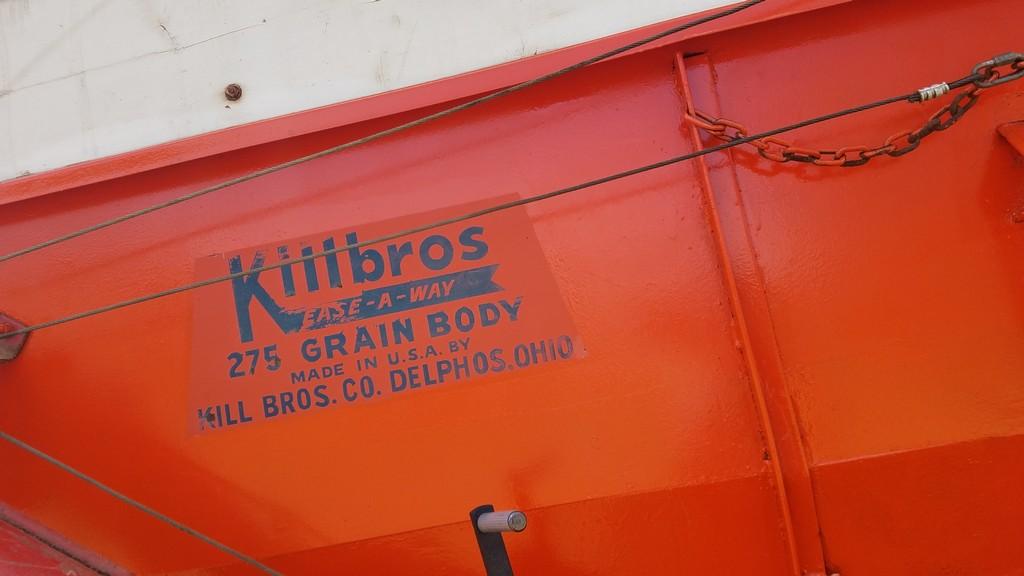 Killbros
EASE-A-WAY
275 GRAIN BODY
MADE IN U.S.A. BY
KILL BROS. CO. DELPHOS, OHIO